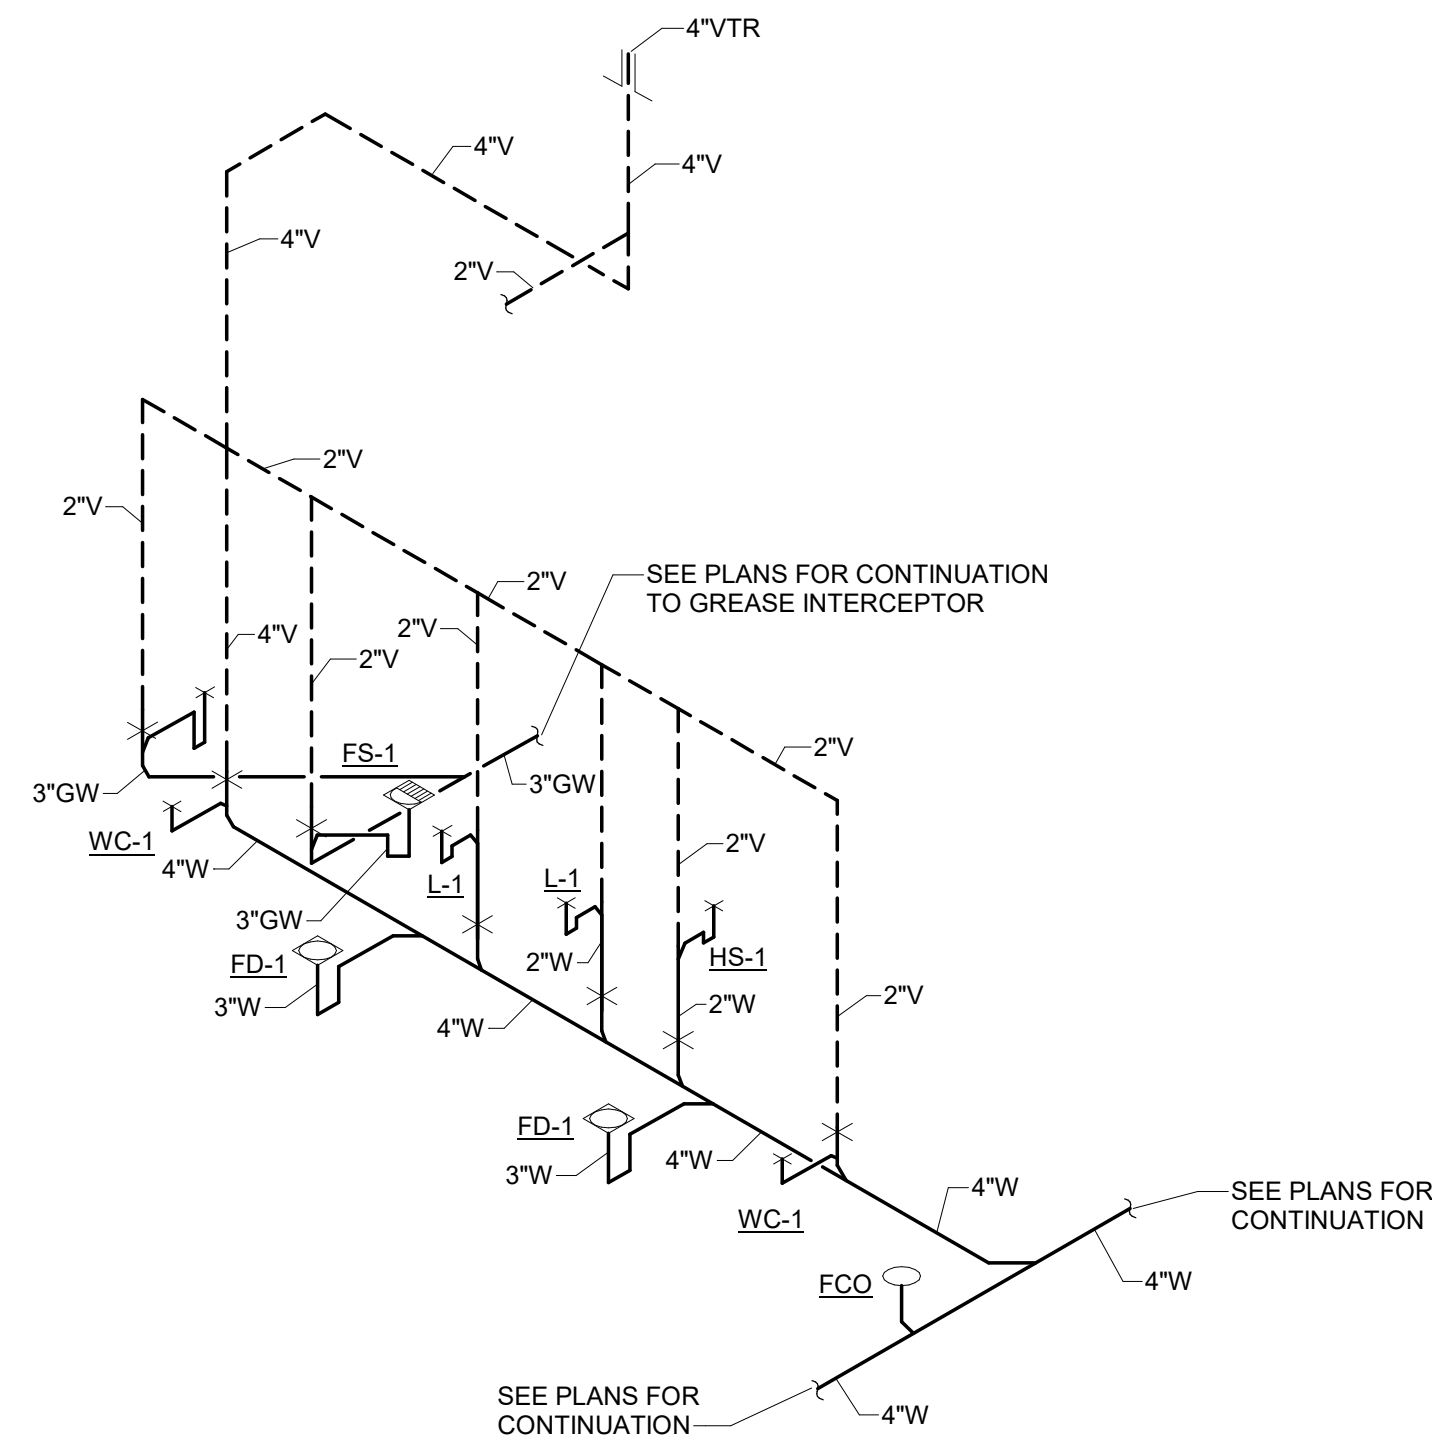 4"VTR
4"V
4"V
4"V
2"V
2"V
2"V
SEE PLANS FOR CONTINUATION
TO GREASE INTERCEPTOR
2"V
2"V
4"V
2"V
2"V
FS-1
3"GW
3"GW
WC-1
2"V
4"W
L-1
L-1
3"GW
FD-1
2"W
HS-1
3"W
2"W
2"V
4"W
FD-1
4"W
3"W
4"W
SEE PLANS FOR
CONTINUATION
WC-1
FCO
4"W
SEE PLANS FOR
CONTINUATION
4"W